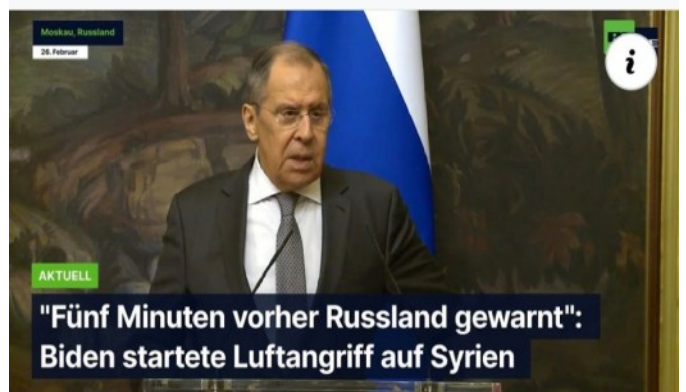 Moskau, Russland
26. Februar
AKTUELL
"Fünf Minuten vorher Russland gewarnt":
Biden startete Luftangriff auf Syrien